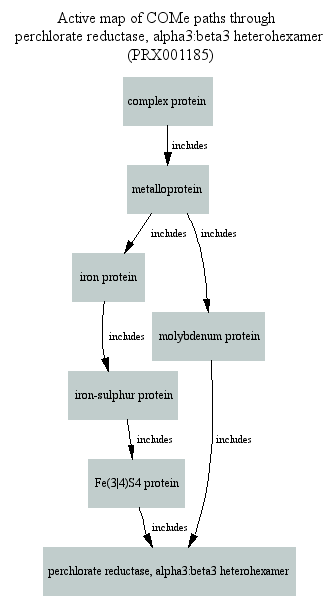 Active map of COMe paths through
perchlorate reductase, alpha3:beta3 heterohexamer
(PRX001185)
complex protein
includes
metalloprotein
includes includes
iron protein
includes
molybdenum protein
iron-sulphur protein
includes includes
Fe(3|4)S4 protein
includes
perchlorate reductase, alpha3:beta3 heterohexamer